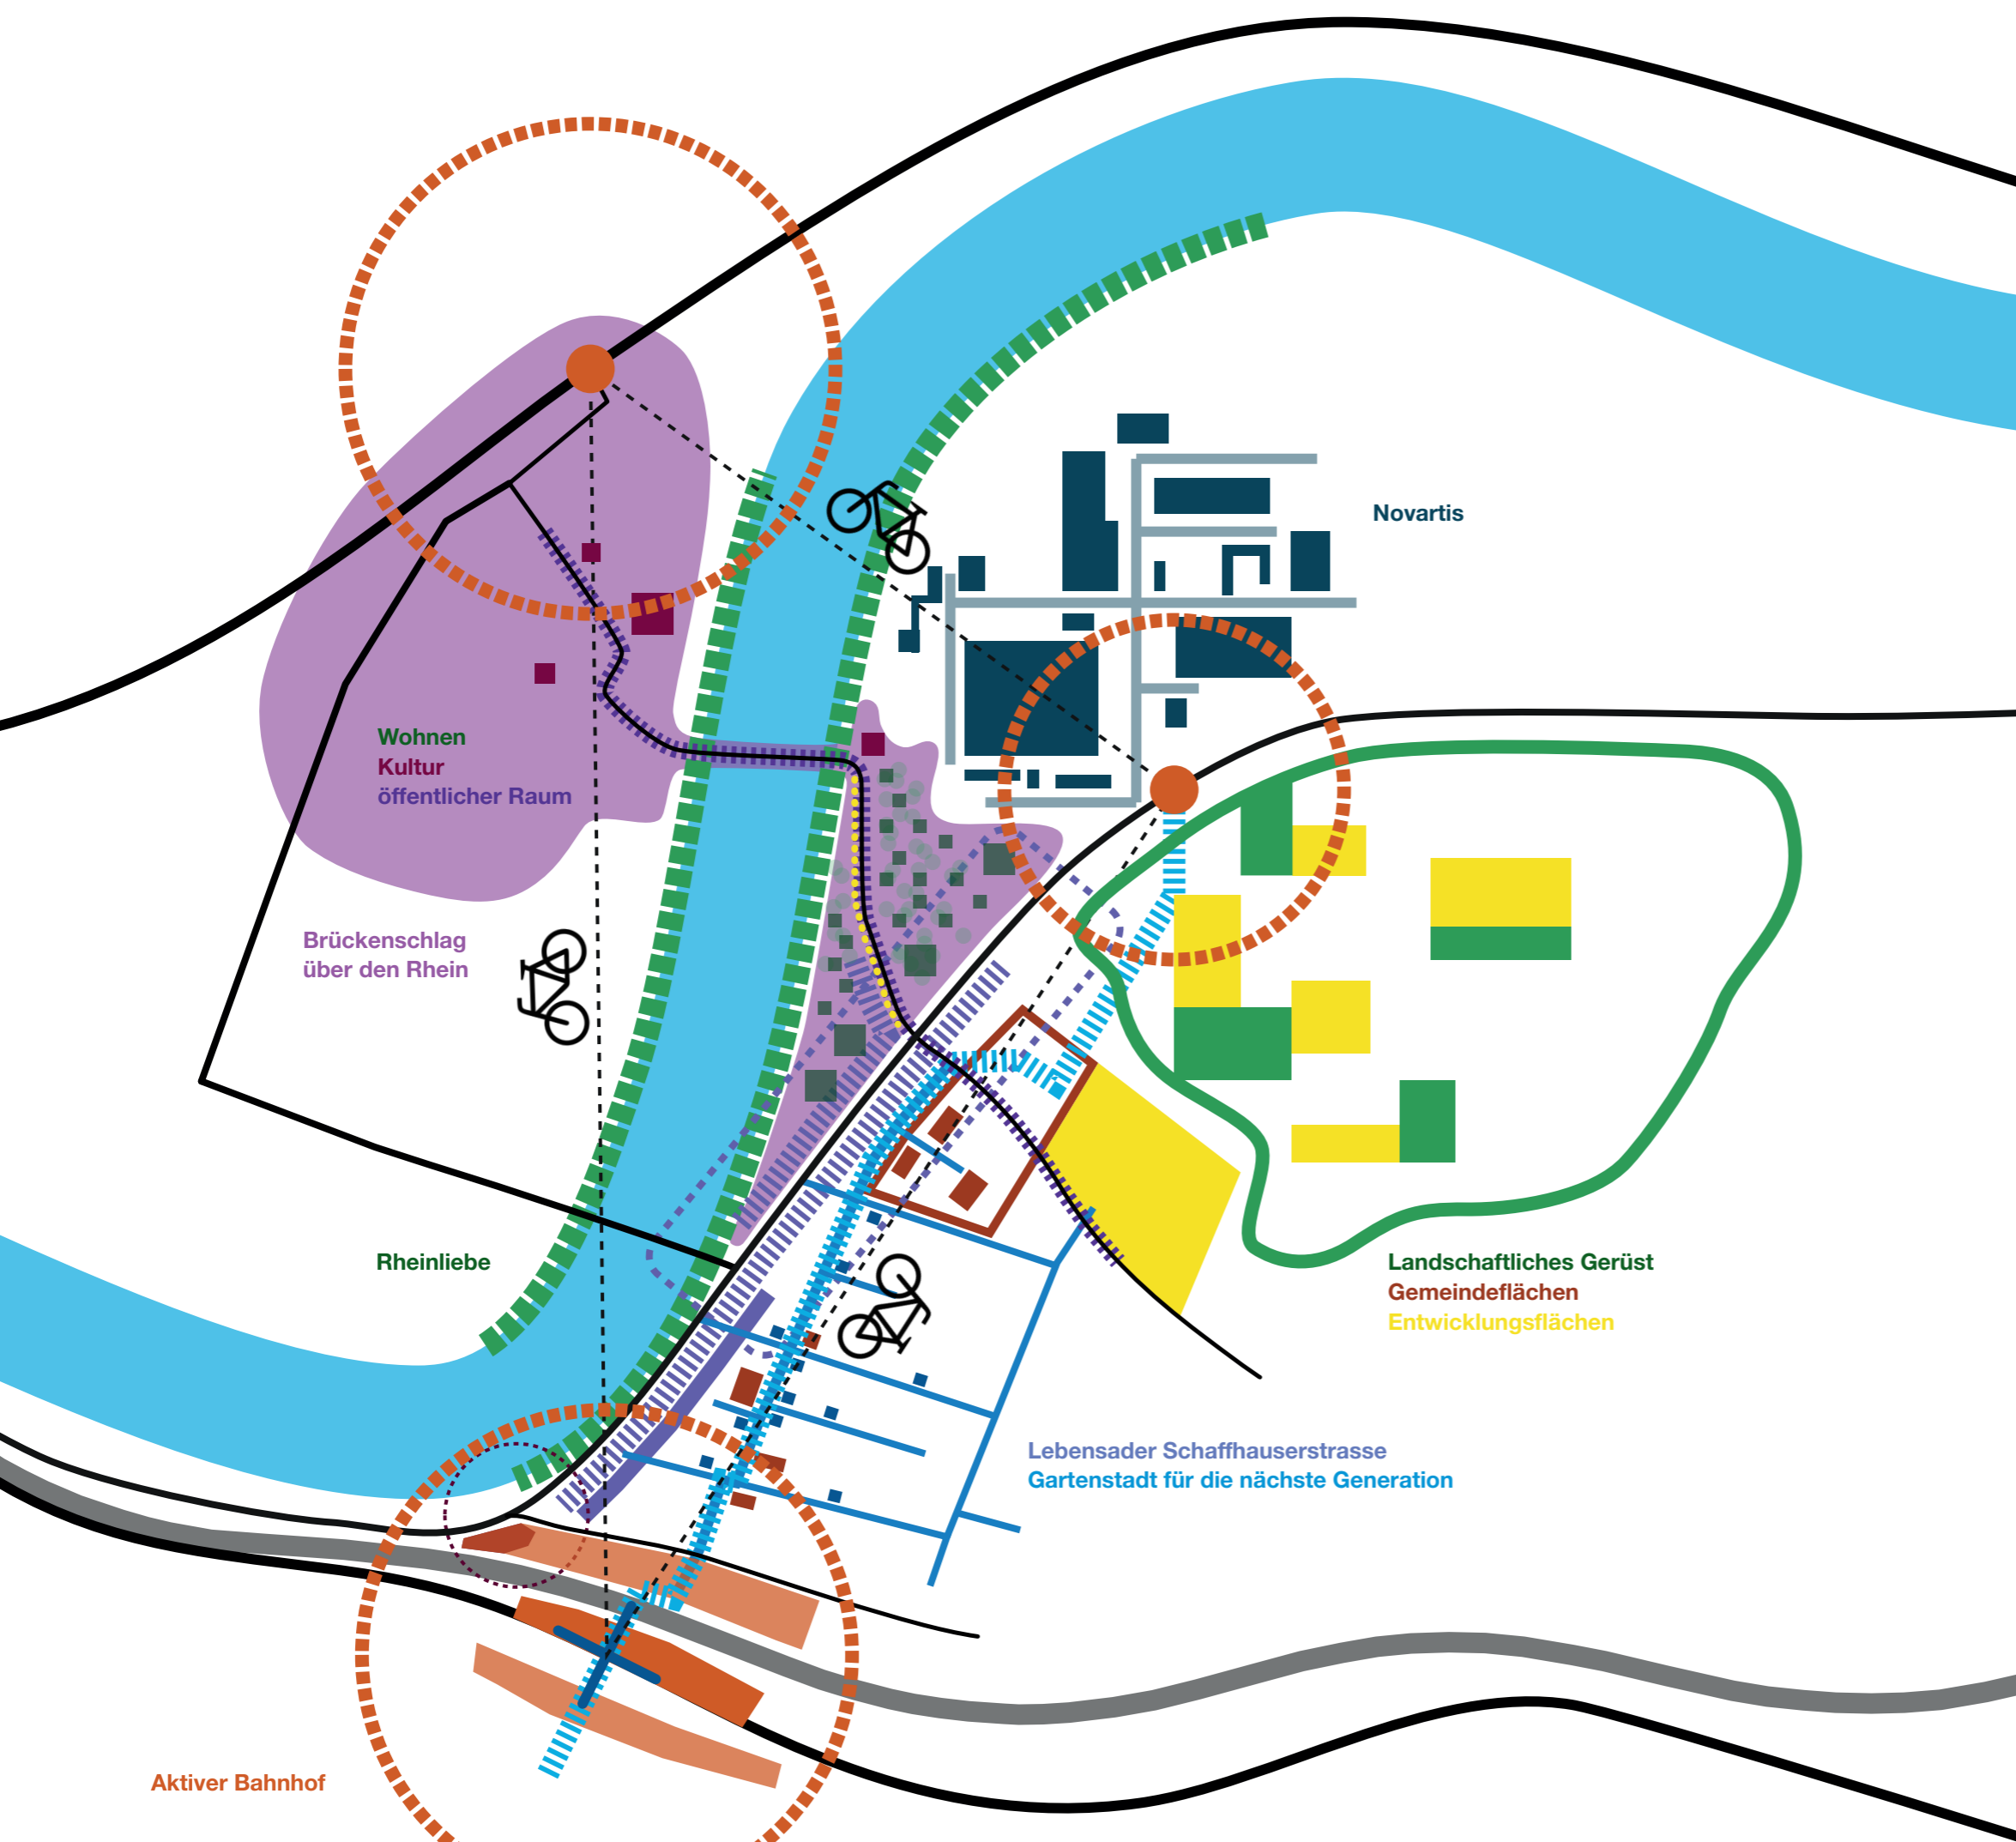 Novartis
Wohnen
Kultur
öffentlicher Raum
Brückenschlag
über den Rhein
Rheinliebe
Landschaftliches Gerüst
Gemeindeflächen
Entwicklungsflächen
Lebensader Schaffhauserstrasse
Gartenstadt für die nächste Generation
Aktiver Bahnhof